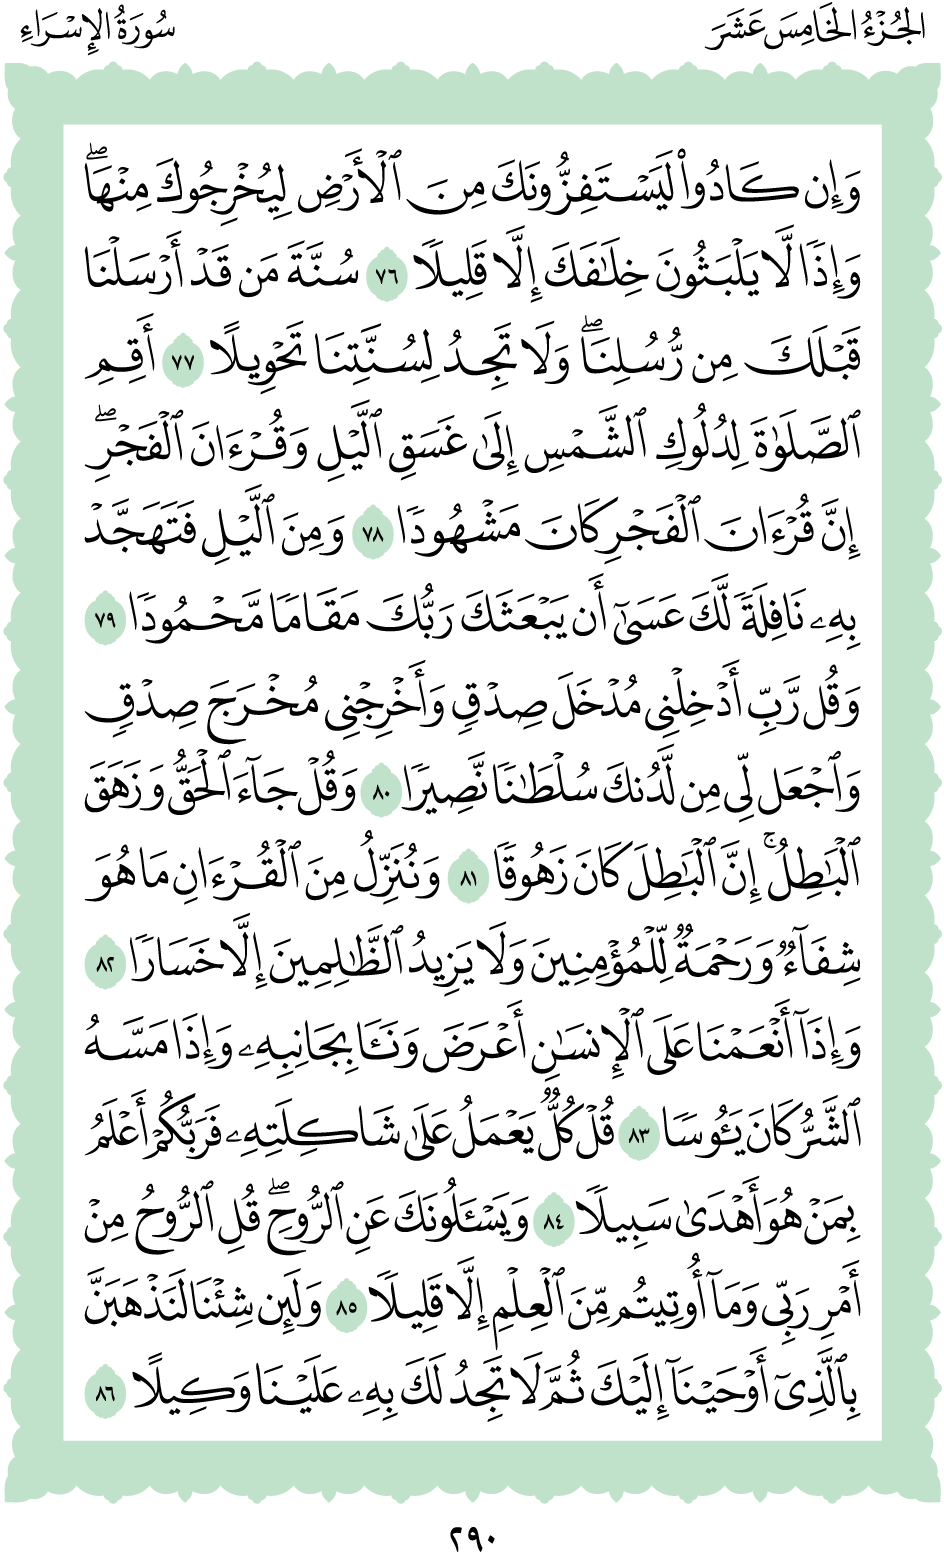 الجُزْءُ الخَامِسَ عَشَرَ
سُورَةُ الإِسْرَاءِ
وَإِن كَادُواْ لَيَسْتَفِزُّونَكَ مِنَ ٱلْأَرْضِ لِيُخْرِجُوكَ مِنْهَاۖ
وَإِذٗا لَّا يَلْبَثُونَ خِلَٰفَكَ إِلَّا قَلِيلٗا ٧٦ سُنَّةَ مَن قَدْ أَرْسَلْنَا
قَبْلَكَ مِن رُّسُلِنَاۖ وَلَا تَجِدُ لِسُنَّتِنَا تَحْوِيلًا ٧٧ أَقِمِ
ٱلصَّلَوٰةَ لِدُلُوكِ ٱلشَّمْسِ إِلَىٰ غَسَقِ ٱلَّيْلِ وَقُرْءَانَ ٱلْفَجْرِۖ
إِنَّ قُرْءَانَ ٱلْفَجْرِ كَانَ مَشْهُودٗا ٧٨ وَمِنَ ٱلَّيْلِ فَتَهَجَّدْ
بِهِۦ نَافِلَةٗ لَّكَ عَسَىٰٓ أَن يَبْعَثَكَ رَبُّكَ مَقَامٗا مَّحْمُودٗا ٧٩
وَقُل رَّبِّ أَدْخِلْنِي مُدْخَلَ صِدْقٖ وَأَخْرِجْنِي مُخْرَجَ صِدْقٖ
وَٱجْعَل لِّي مِن لَّدُنكَ سُلْطَٰنٗا نَّصِيرٗا ٨٠ وَقُلْ جَآءَ ٱلْحَقُّ وَزَهَقَ
ٱلْبَٰطِلُۚ إِنَّ ٱلْبَٰطِلَ كَانَ زَهُوقٗا ٨١ وَنُنَزِّلُ مِنَ ٱلْقُرْءَانِ مَا هُوَ
شِفَآءٞ وَرَحْمَةٞ لِّلْمُؤْمِنِينَ وَلَا يَزِيدُ ٱلظَّٰلِمِينَ إِلَّا خَسَارٗا ٨٢
وَإِذَآ أَنْعَمْنَا عَلَى ٱلْإِنسَٰنِ أَعْرَضَ وَنَـَٔا بِجَانِبِهِۦ وَإِذَا مَسَّهُ
ٱلشَّرُّ كَانَ يَـُٔوسٗا ٨٣ قُلْ كُلّٞ يَعْمَلُ عَلَىٰ شَاكِلَتِهِۦ فَرَبُّكُمْ أَعْلَمُ
بِمَنْ هُوَ أَهْدَىٰ سَبِيلٗا ٨٤ وَيَسْـَٔلُونَكَ عَنِ ٱلرُّوحِۖ قُلِ ٱلرُّوحُ مِنْ
أَمْرِ رَبِّي وَمَآ أُوتِيتُم مِّنَ ٱلْعِلْمِ إِلَّا قَلِيلٗا ٨٥ وَلَئِن شِئْنَا لَنَذْهَبَنَّ
بِٱلَّذِيٓ أَوْحَيْنَآ إِلَيْكَ ثُمَّ لَا تَجِدُ لَكَ بِهِۦ عَلَيْنَا وَكِيلًا ٨٦
٢٩٠